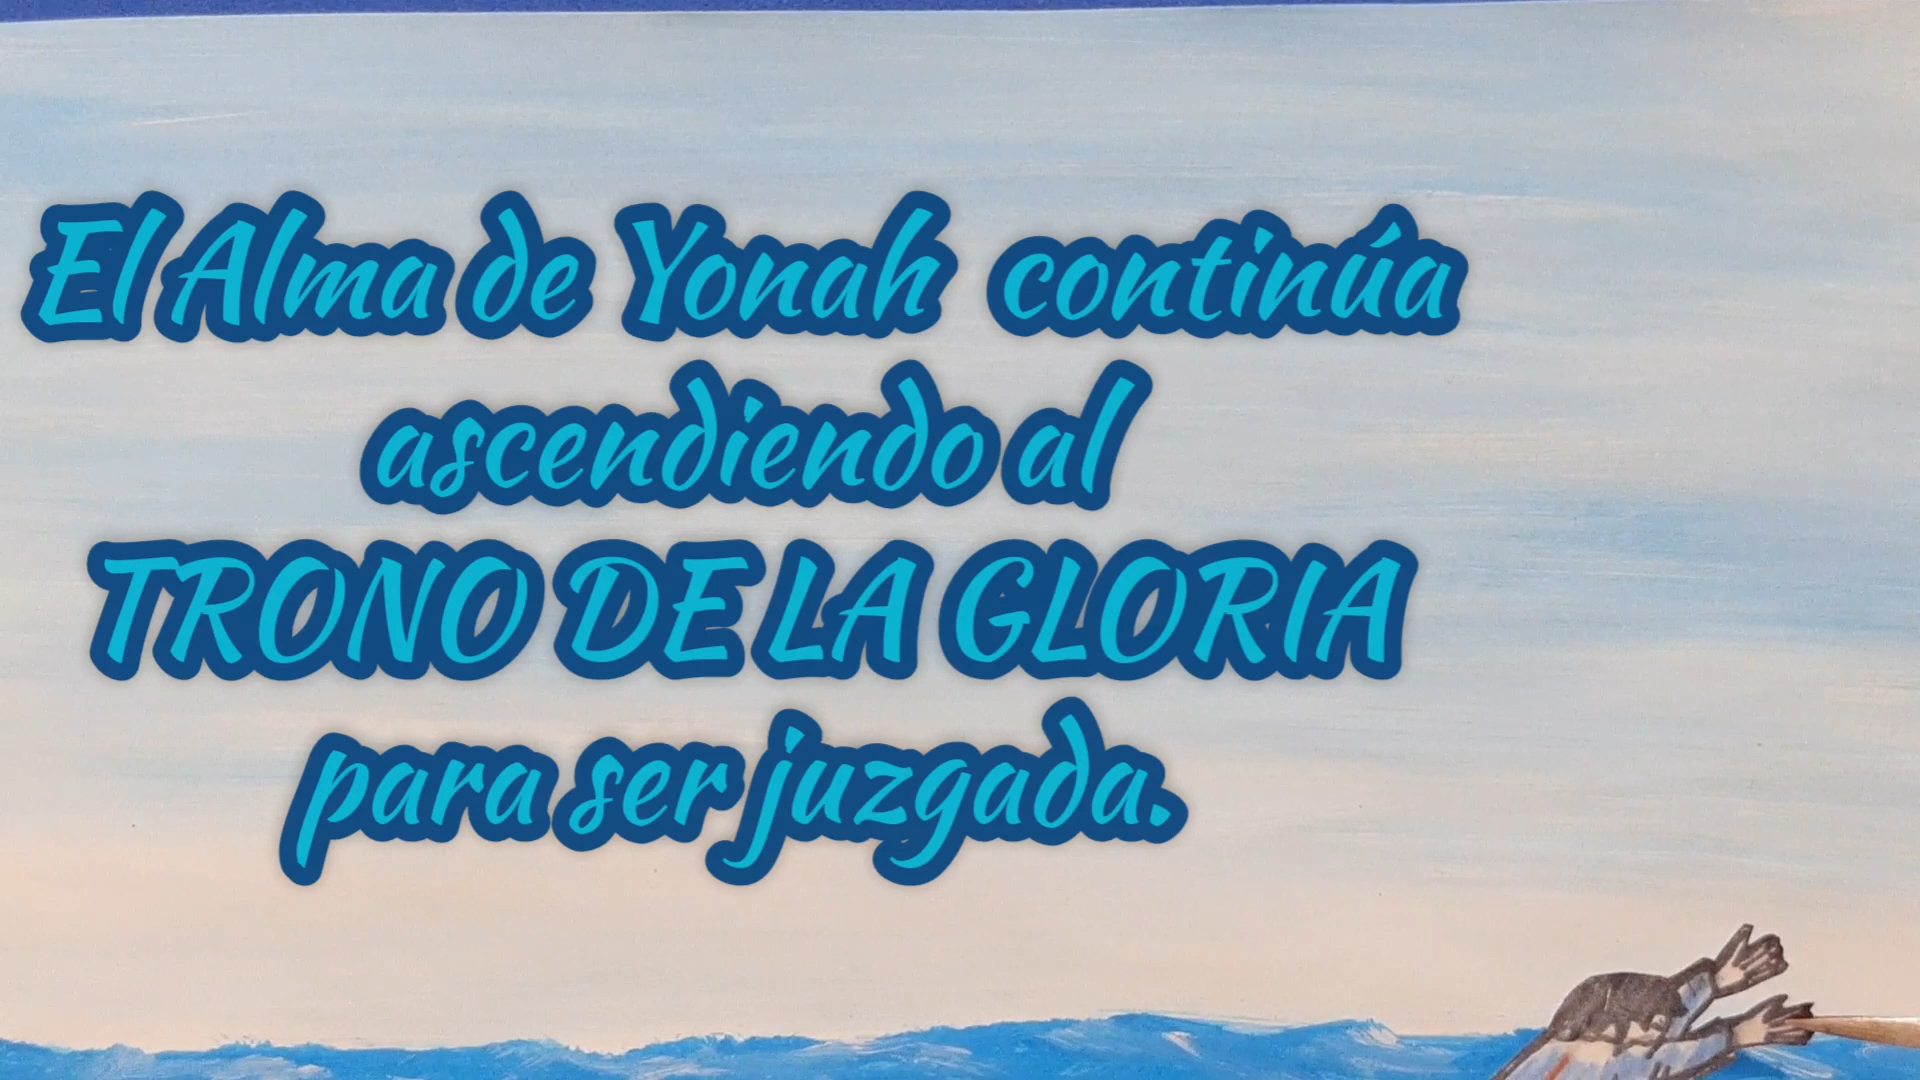 El Alma de Yonah continúa
ascendiendo al
TRONO DE LA GLORIA
para ser juzgada.